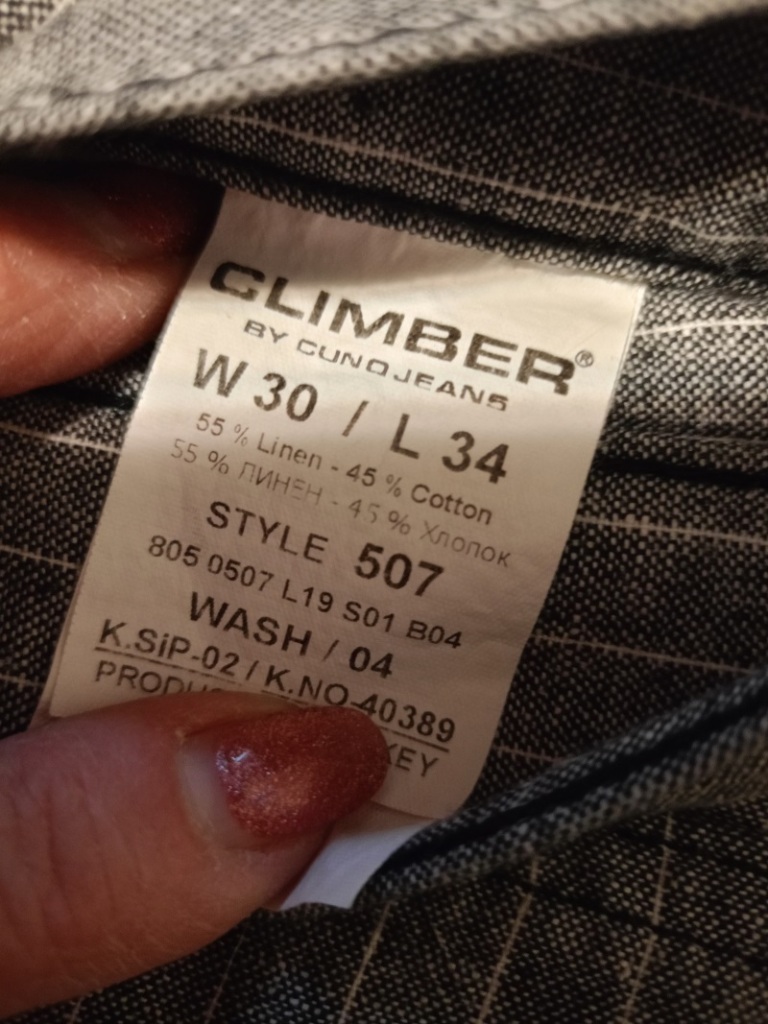 CLIMBER®
BY CUNOJEANS
W 30 / L 34
55 % Linen - 45 % Cotton
55 % ЛИНЕН - 45 % Хлопок
STYLE 507
805 0507 L19 S01 B04
WASH / 04
K.SiP-02 / K.NO-40389